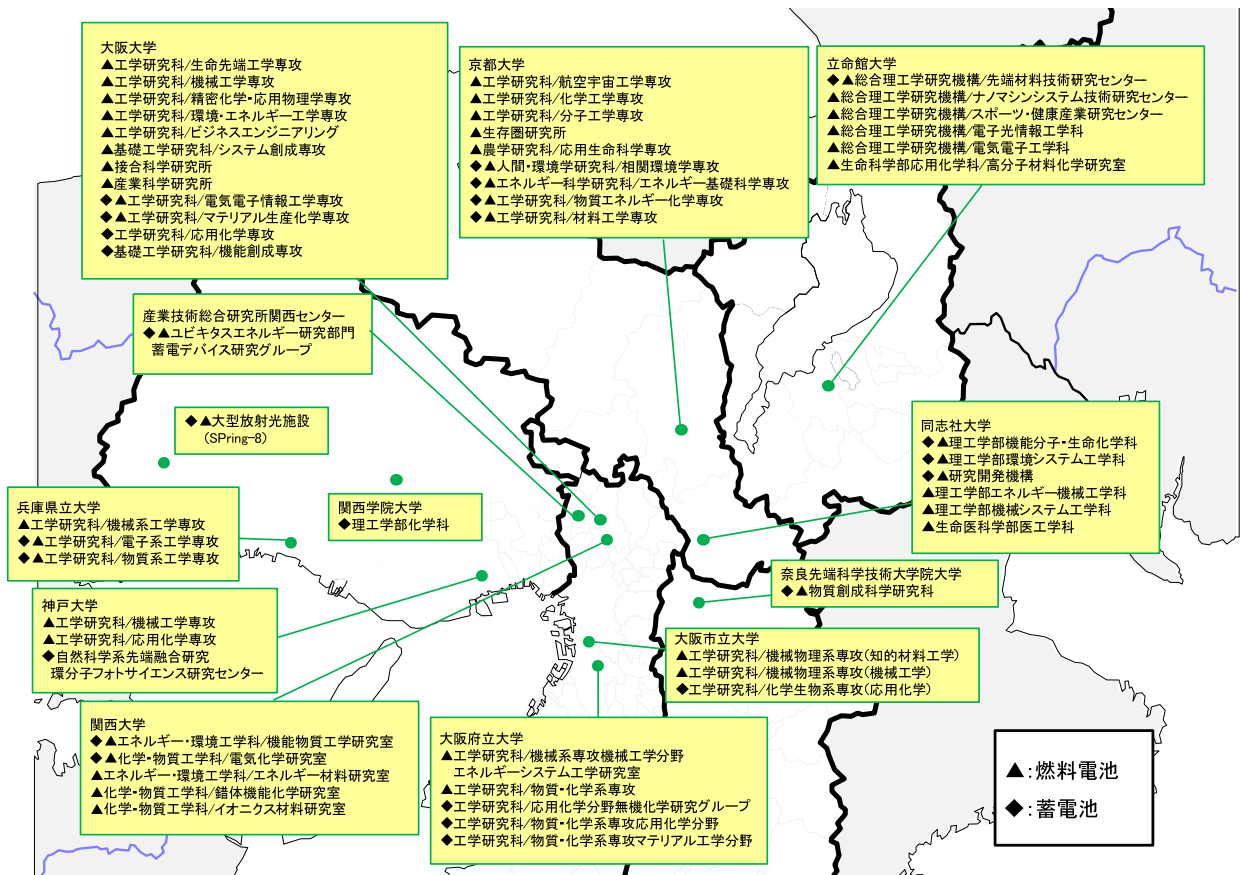 大阪大学
▲工学研究科/生命先端工学専攻
▲工学研究科/機械工学専攻
▲工学研究科/精密化学・応用物理学専攻
▲工学研究科/環境・エネルギー工学専攻
▲工学研究科/ビジネスエンジニアリング
▲基礎工学研究科/システム創成専攻
▲接合科学研究所
▲産業科学研究所
◆▲工学研究科/電気電子情報工学専攻
◆▲工学研究科/マテリアル生産化学専攻
◆工学研究科/応用化学専攻
◆基礎工学研究科/機能創成専攻
京都大学
▲工学研究科/航空宇宙工学専攻
▲工学研究科/化学工学専攻
▲工学研究科/分子工学専攻
▲生存圏研究所
▲農学研究科/応用生命科学専攻
◆▲人間・環境学研究科/相関環境学専攻
◆▲エネルギー科学研究科/エネルギー基礎科学専攻
◆▲工学研究科/物質エネルギー化学専攻
◆▲工学研究科/材料工学専攻
立命館大学
◆▲総合理工学研究機構/先端材料技術研究センター
▲総合理工学研究機構/ナノマシンシステム技術研究センター
▲総合理工学研究機構/スポーツ・健康産業研究センター
▲総合理工学研究機構/電子光情報工学科
▲総合理工学研究機構/電気電子工学科
▲生命科学部応用化学科/高分子材料化学研究室
産業技術総合研究所関西センター
◆▲ユビキタスエネルギー研究部門
蓄電デバイス研究グループ
◆▲大型放射光施設
(SPring-8)
関西学院大学
◆理工学部化学科
同志社大学
◆▲理工学部機能分子・生命化学科
◆▲理工学部環境システム工学科
◆▲研究開発機構
▲理工学部エネルギー機械工学科
▲理工学部機械システム工学科
▲生命医科学部医工学科
兵庫県立大学
▲工学研究科/機械系工学専攻
◆▲工学研究科/電子系工学専攻
◆▲工学研究科/物質系工学専攻
奈良先端科学技術大学院大学
◆▲物質創成科学研究科
神戸大学
▲工学研究科/機械工学専攻
▲工学研究科/応用化学専攻
◆自然科学系先端融合研究
環分子フォトサイエンス研究センター
大阪市立大学
▲工学研究科/機械物理系専攻(知的材料工学)
▲工学研究科/機械物理系専攻(機械工学)
◆工学研究科/化学生物系専攻(応用化学)
関西大学
◆▲エネルギー・環境工学科/機能物質工学研究室
◆▲化学・物質工学科/電気化学研究室
▲エネルギー・環境工学科/エネルギー材料研究室
▲化学・物質工学科/錯体機能化学研究室
▲化学・物質工学科/イオニクス材料研究室
大阪府立大学
▲工学研究科/機械系専攻機械工学分野
エネルギーシステム工学研究室
▲工学研究科/物質・化学系専攻
◆工学研究科/応用化学分野無機化学研究グループ
◆工学研究科/物質・化学系専攻応用化学分野
◆工学研究科/物質・化学系専攻マテリアル工学分野
▲:燃料電池
◆:蓄電池